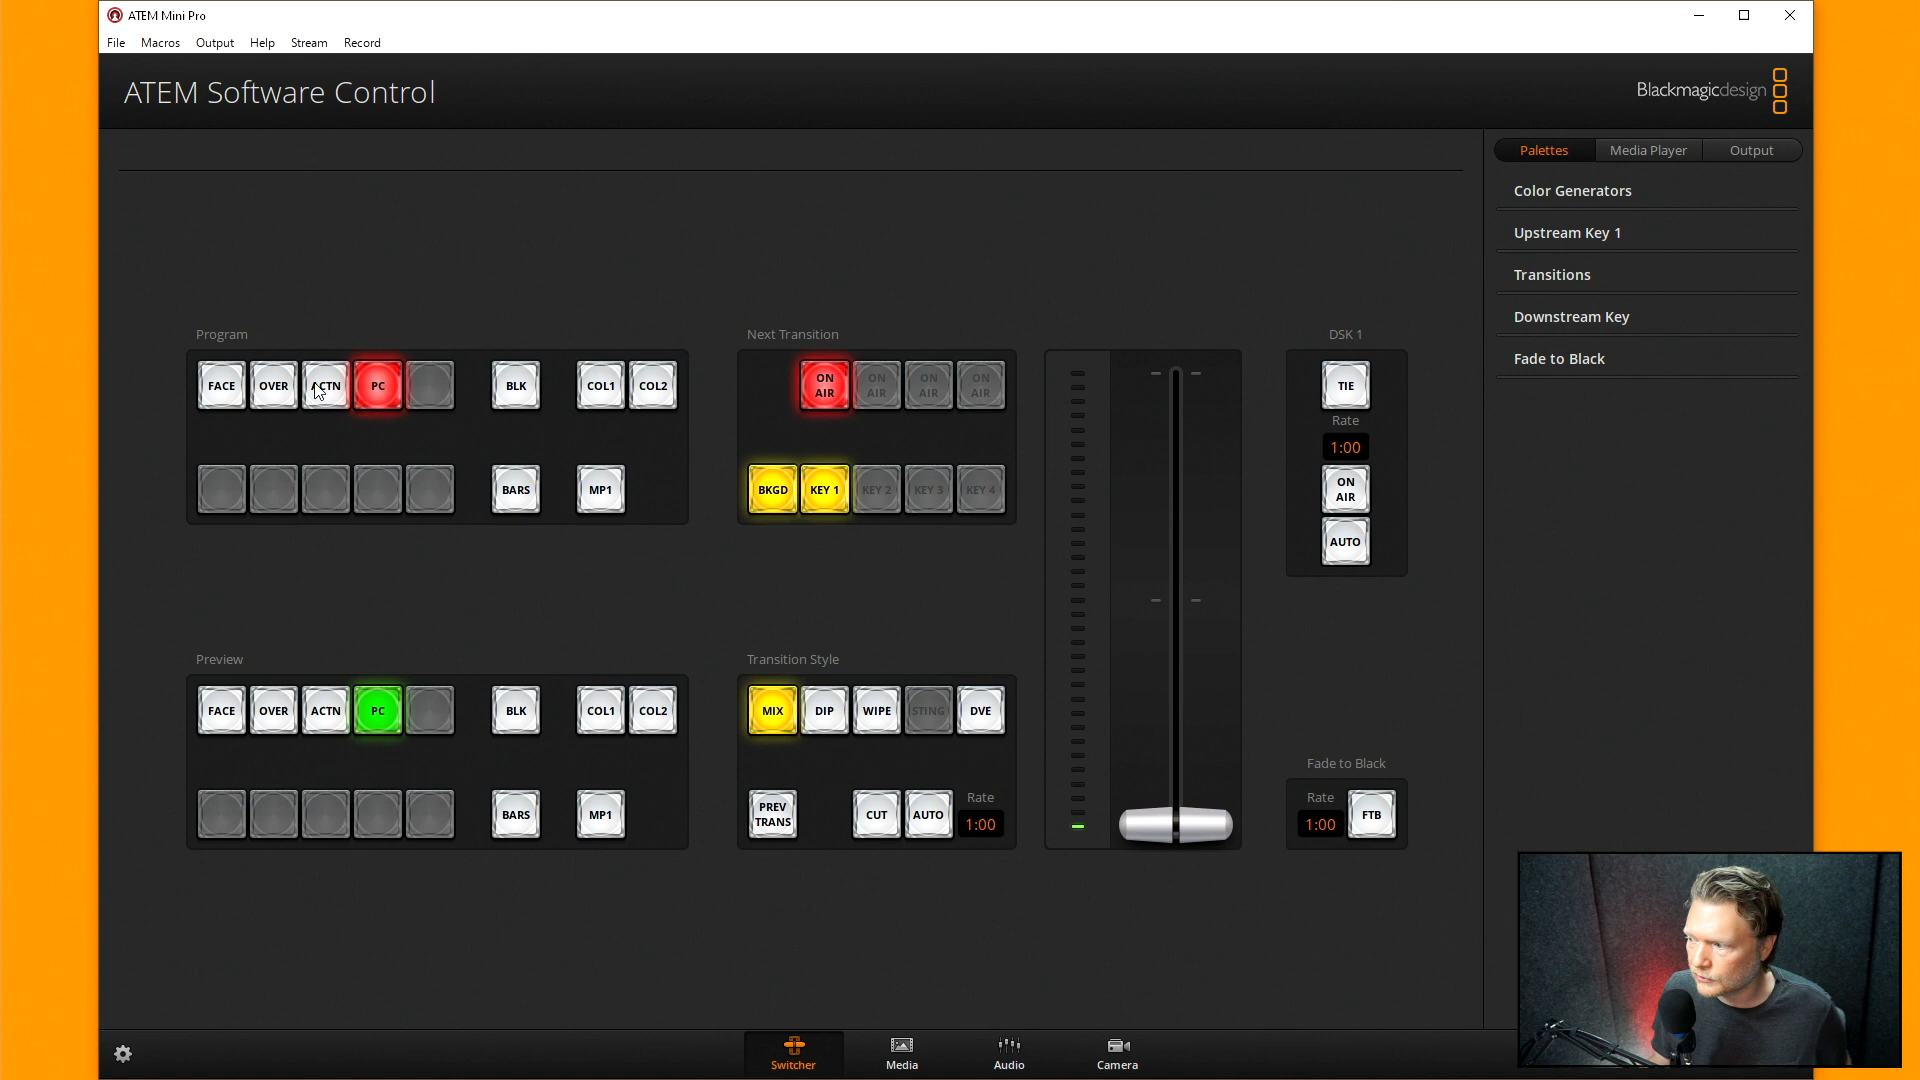 ATEM Mini Pro
File Macros Output Help Stream Record
ATEM Software Control
Blackmagicdesign
Palettes Media Player Output
Color Generators
Upstream Key 1
Transitions
Downstream Key
Fade to Black
Program
FACE OVER ACTN PC BLK COL1 COL2
BARS MP1
Next Transition
ON AIR ON AIR ON AIR ON AIR
BKGD KEY 1 KEY 2 KEY 3 KEY 4
DSK 1
TIE
Rate
1:00
ON AIR
AUTO
Preview
FACE OVER ACTN PC BLK COL1 COL2
BARS MP1
Transition Style
MIX DIP WIPE STING DVE
PREV TRANS CUT AUTO Rate
1:00
Fade to Black
Rate
1:00 FTB
Switcher Media Audio Camera